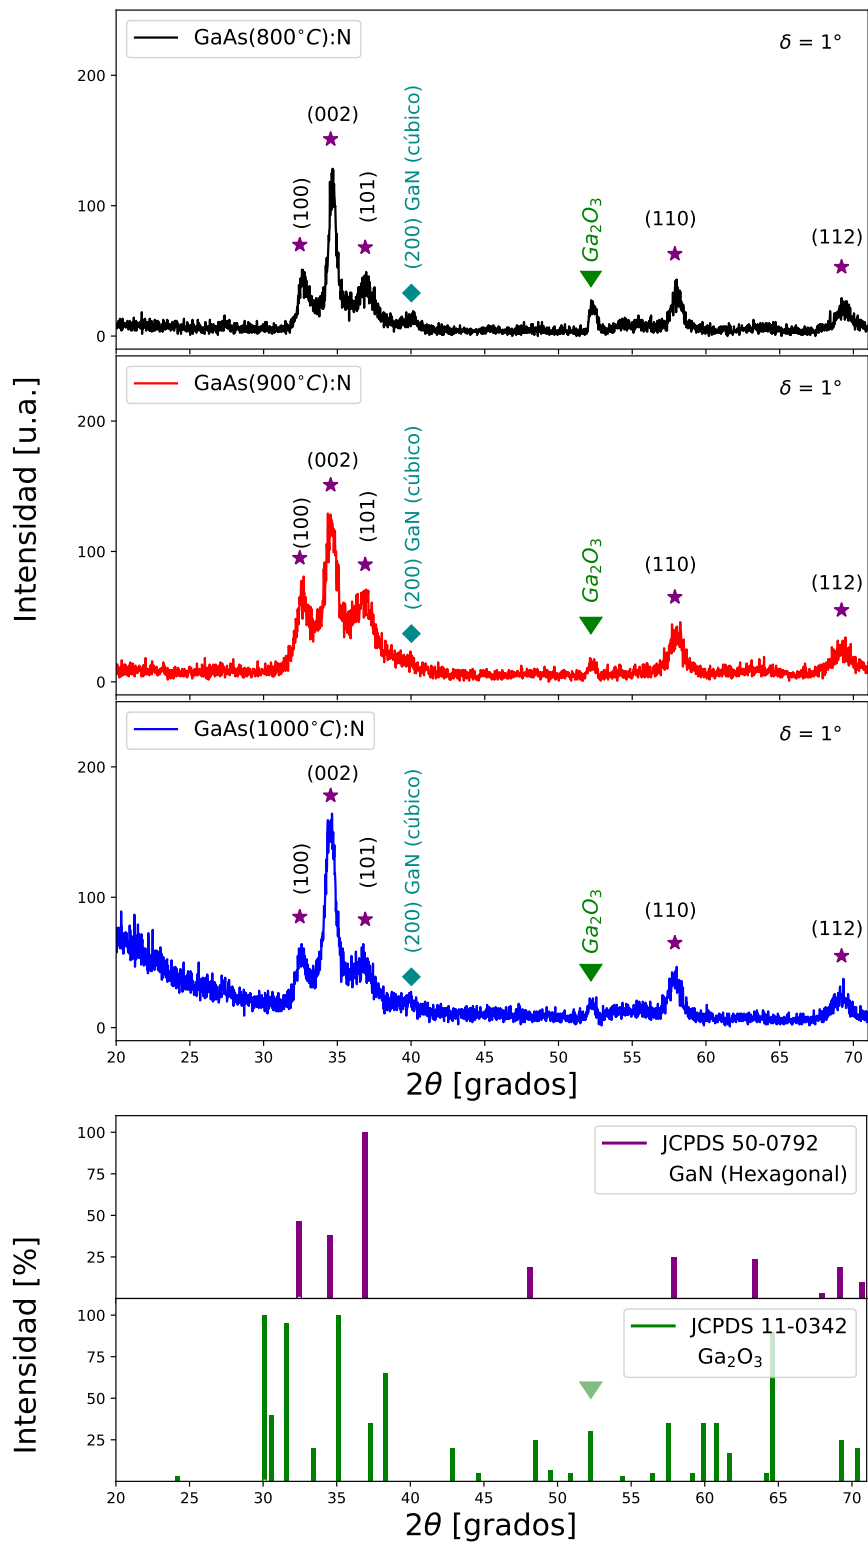 GaAs(800°C):N
δ = 1°
(002)
(100)
(101)
(200) GaN (cúbico)
Ga₂O₃
(110)
(112)
200
100
0
GaAs(900°C):N
δ = 1°
(002)
(100)
(101)
(200) GaN (cúbico)
Ga₂O₃
(110)
(112)
200
100
0
Intensidad [u.a.]
GaAs(1000°C):N
δ = 1°
(002)
(100)
(101)
(200) GaN (cúbico)
Ga₂O₃
(110)
(112)
200
100
0
20 25 30 35 40 45 50 55 60 65 70
2θ [grados]
JCPDS 50-0792
GaN (Hexagonal)
100
75
50
25
Intensidad [%]
JCPDS 11-0342
Ga₂O₃
100
75
50
25
20 25 30 35 40 45 50 55 60 65 70
2θ [grados]